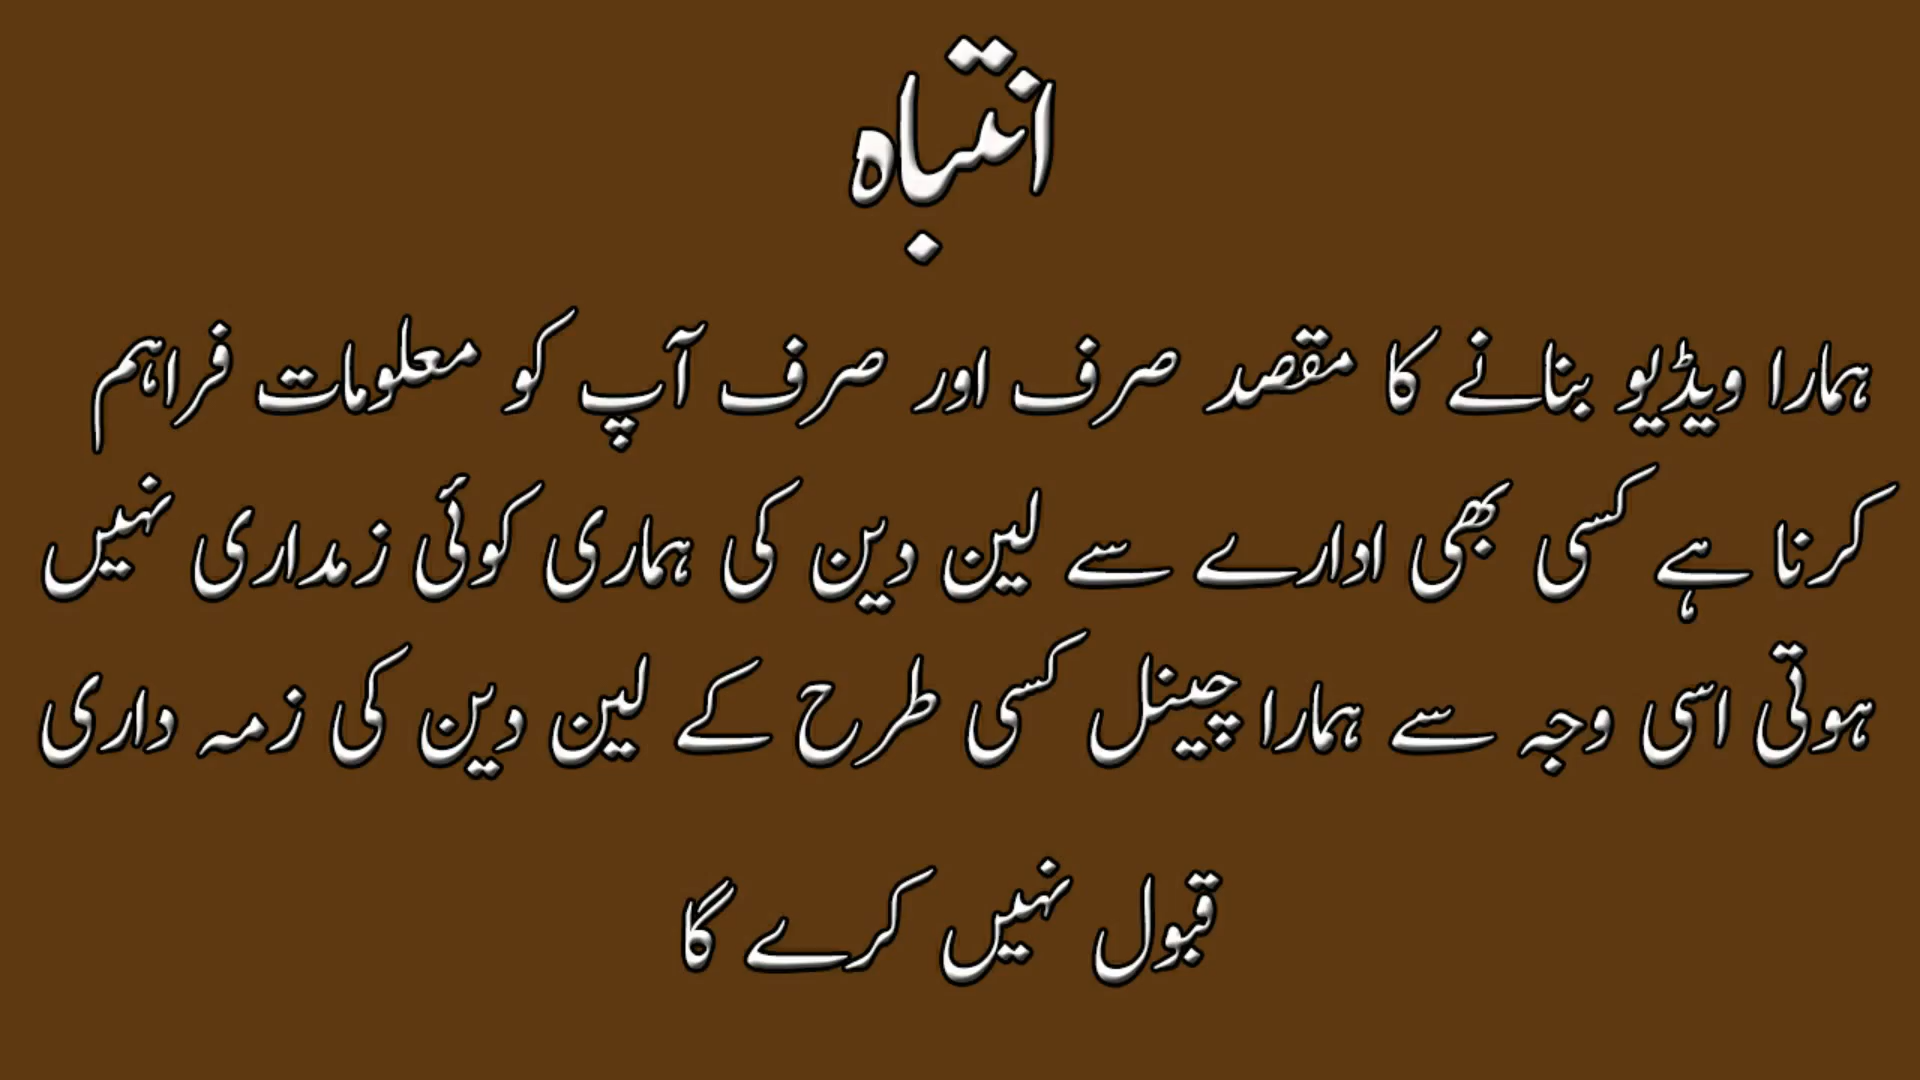 انتباہ
ہمارا ویڈیو بنانے کا مقصد صرف اور صرف آپ کو معلومات فراہم
کرنا ہے کسی بھی ادارے سے لین دین کی ہماری کوئی زمداری نہیں
ہوتی اسی وجہ سے ہمارا چینل کسی طرح کے لین دین کی زمہ داری
قبول نہیں کرے گا